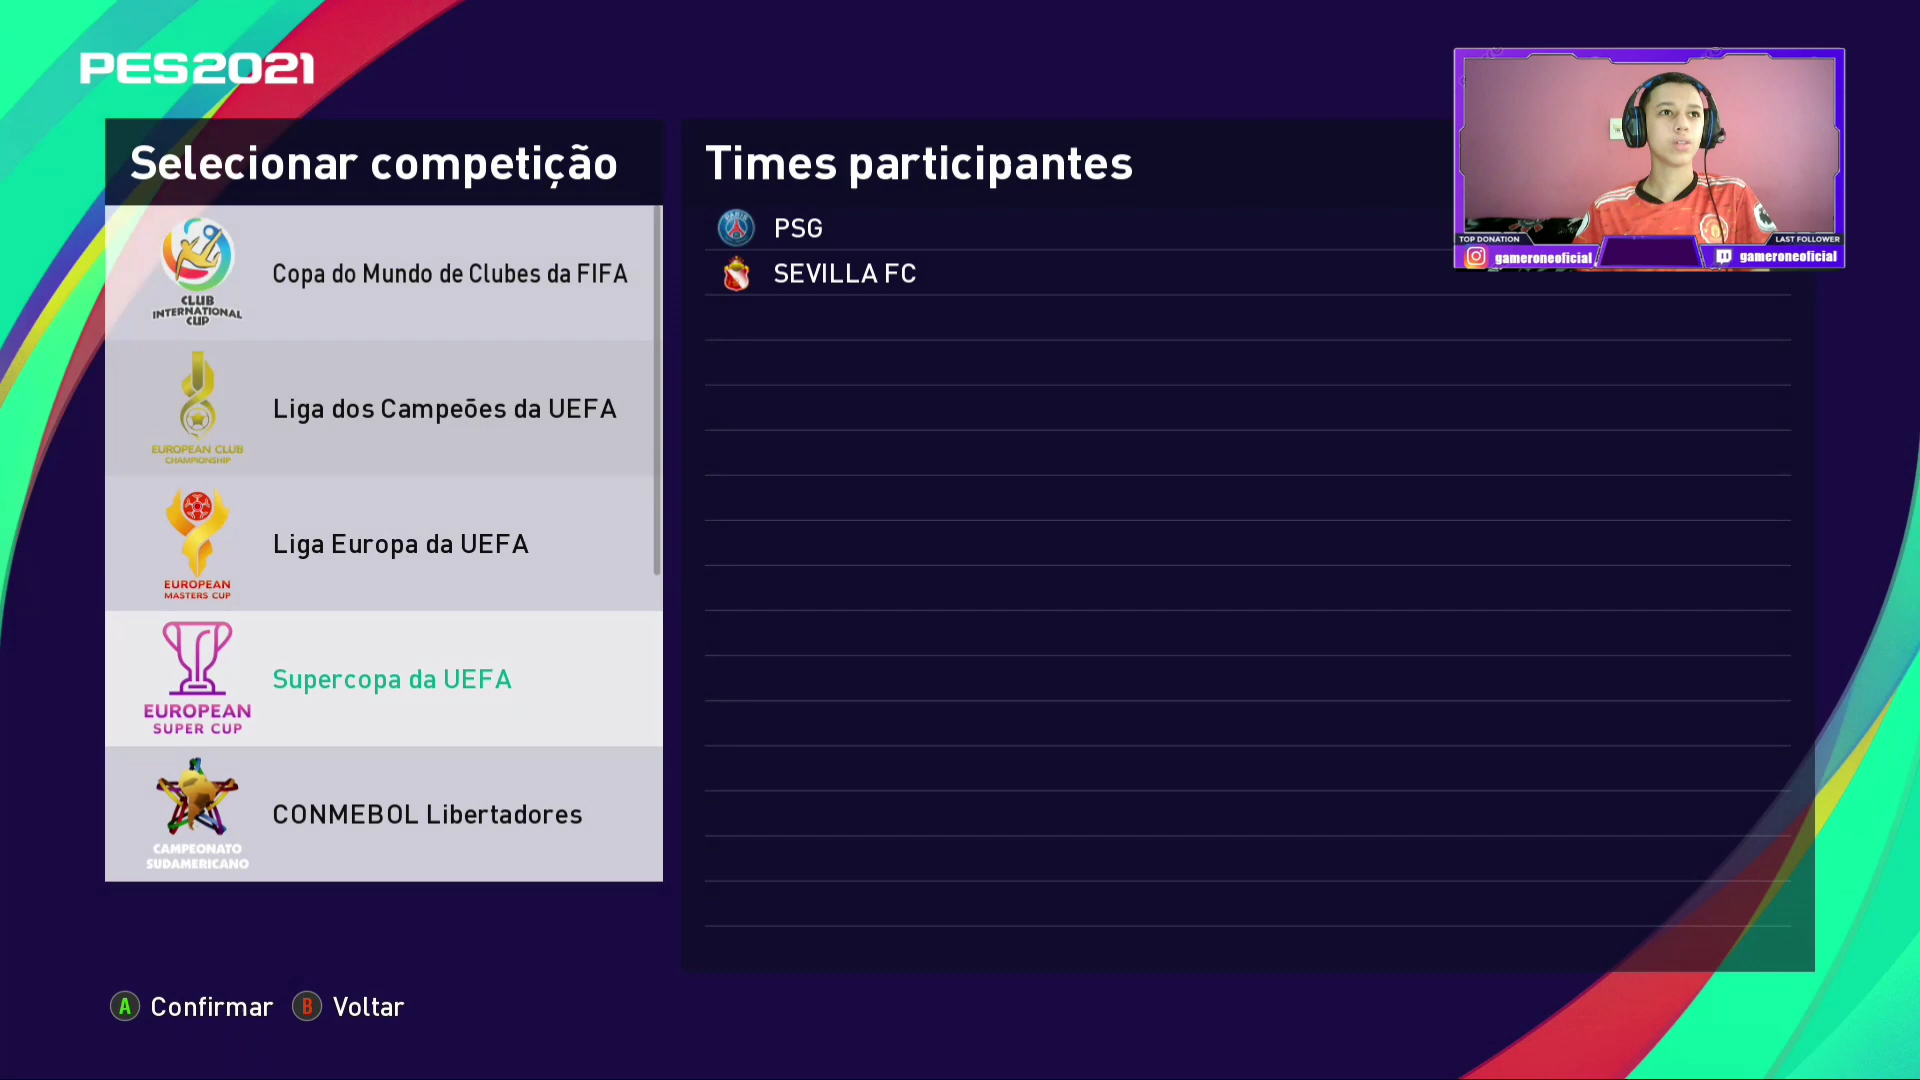 PES2021
Selecionar competição
CLUB
INTERNATIONAL
CUP
Copa do Mundo de Clubes da FIFA
EUROPEAN CLUB
CHAMPIONSHIP
Liga dos Campeões da UEFA
EUROPEAN
MASTERS CUP
Liga Europa da UEFA
EUROPEAN
SUPER CUP
Supercopa da UEFA
CAMPEONATO
SUDAMERICANO
CONMEBOL Libertadores
Times participantes
PARIS
PSG
SEVILLA FC
TOP DONATION
LAST FOLLOWER
gameroneoficial
gameroneoficial
A Confirmar
B Voltar